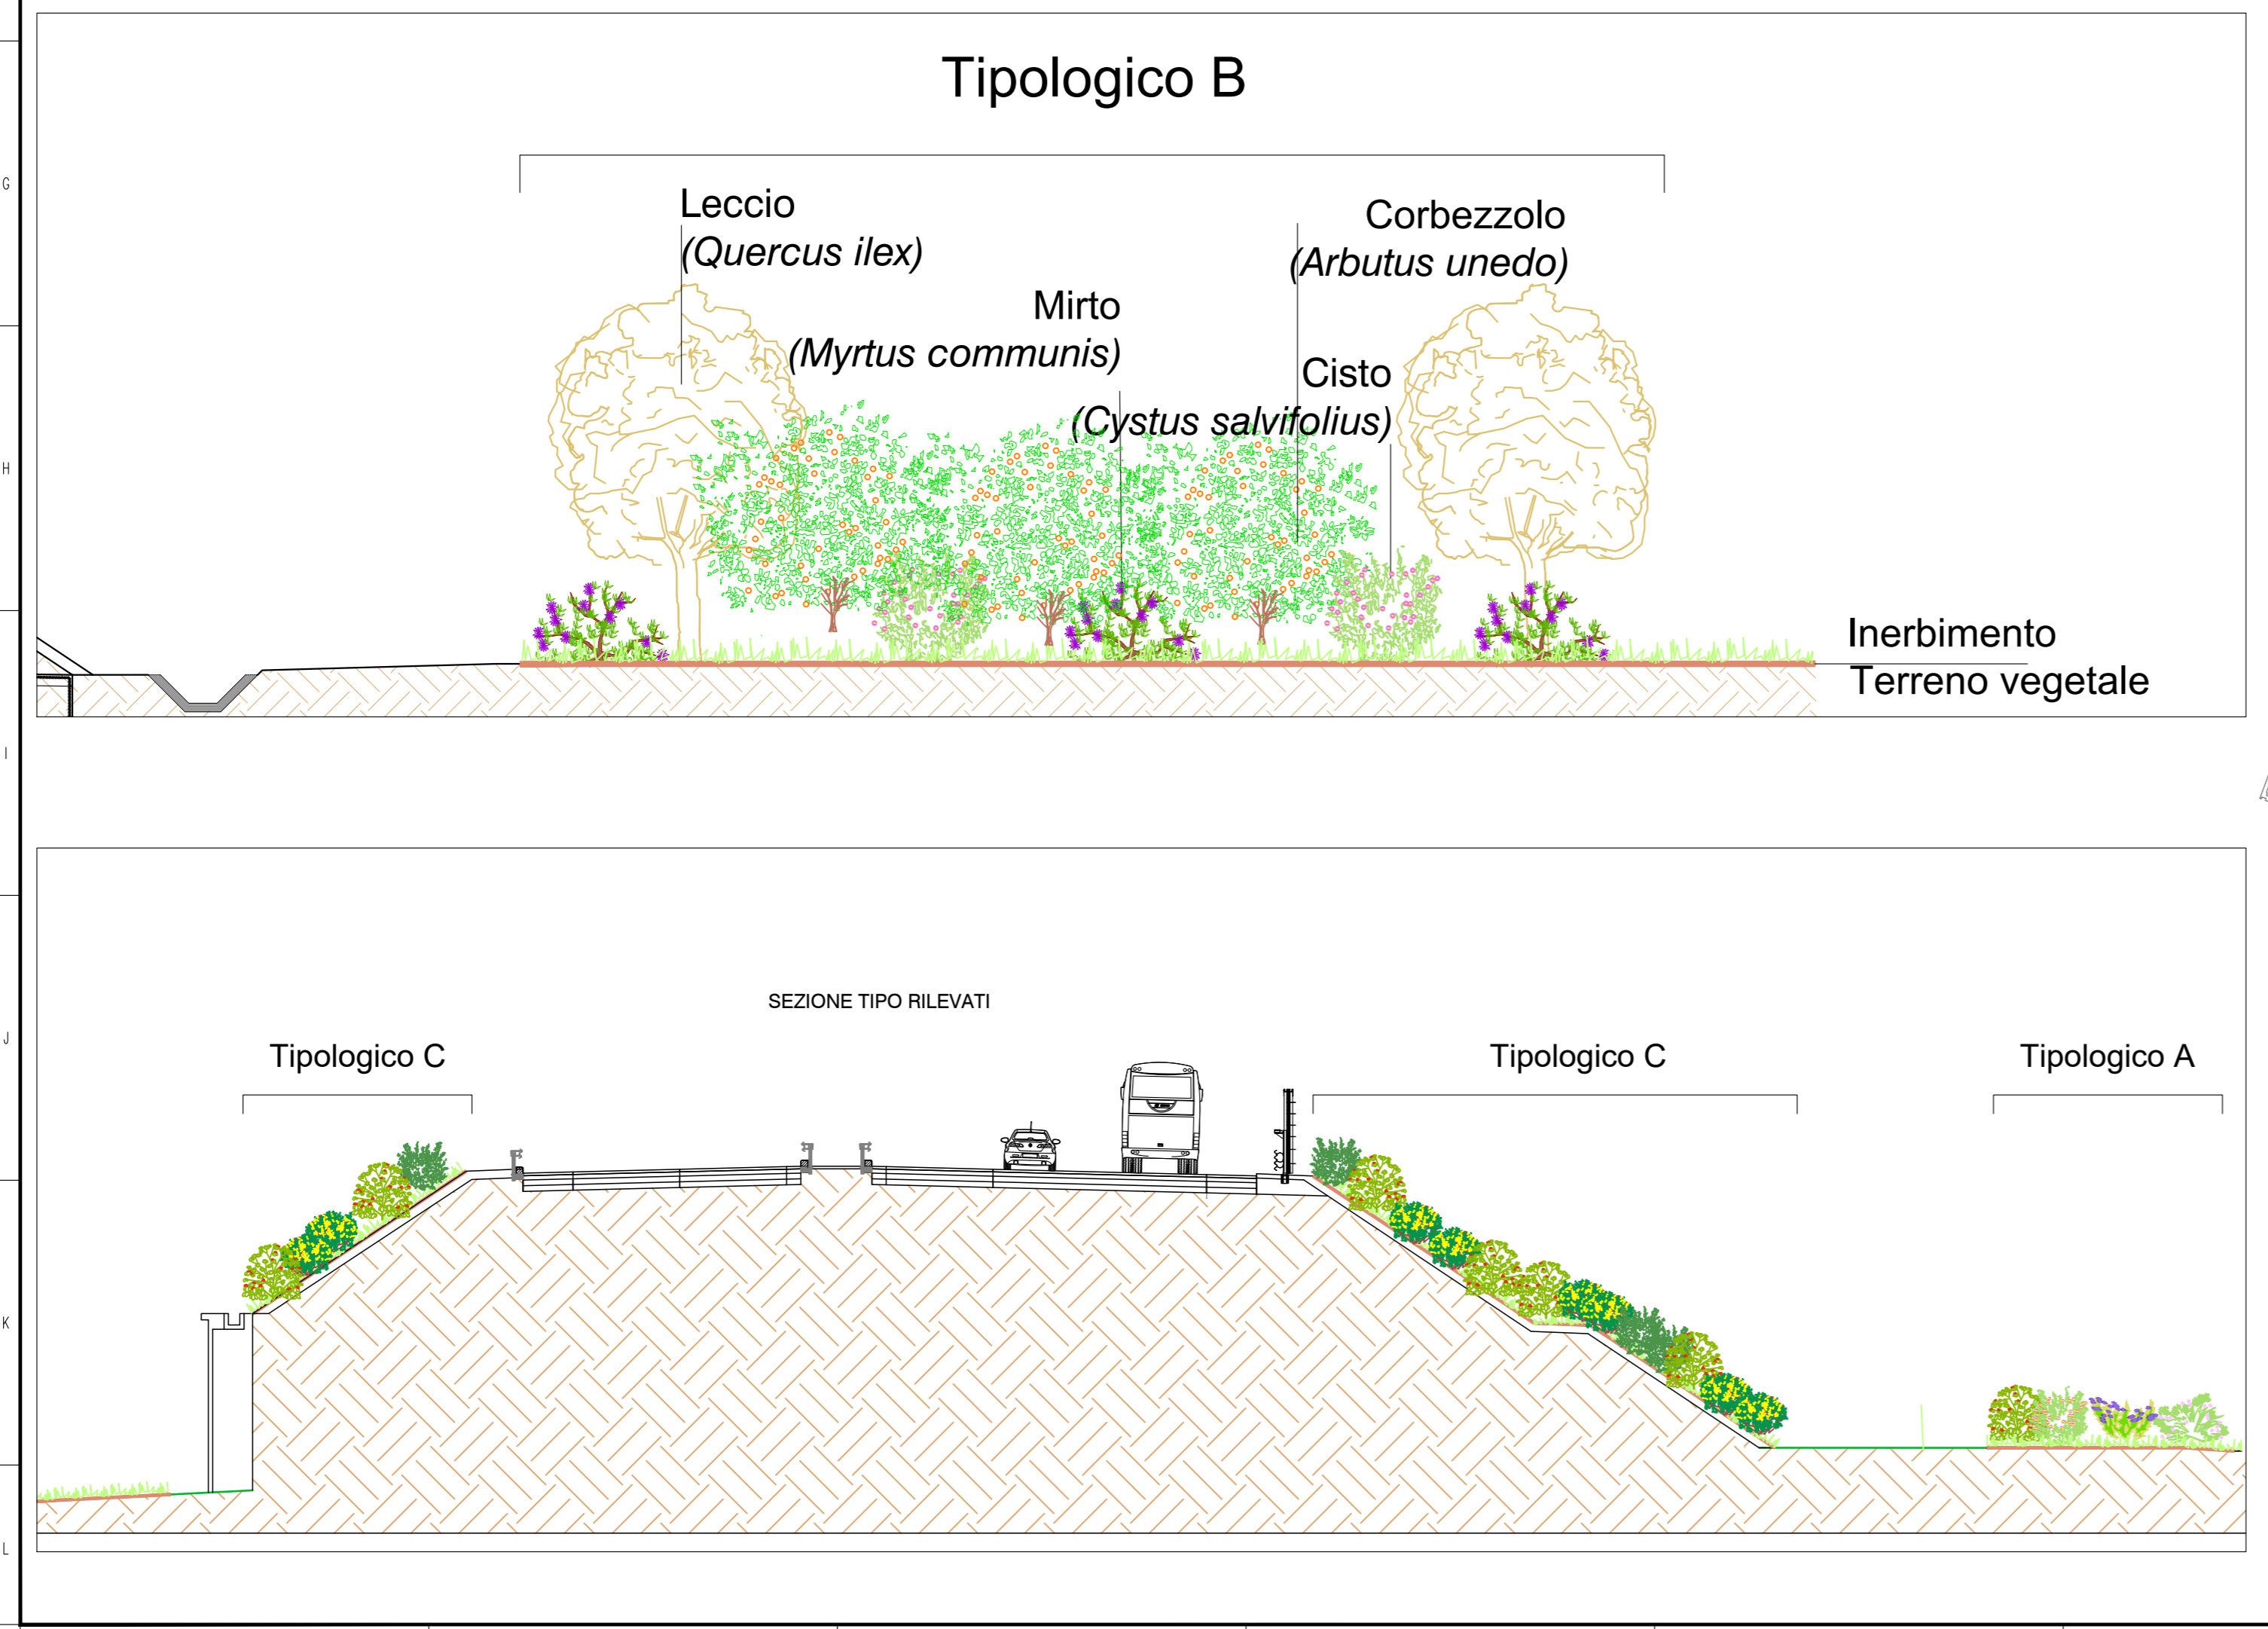 Tipologico B
G
Leccio
(Quercus ilex)
Corbezzolo
(Arbutus unedo)
Mirto
(Myrtus communis)
Cisto
(Cystus salvifolius)
H
Inerbimento
Terreno vegetale
I
SEZIONE TIPO RILEVATI
J
Tipologico C
Tipologico C
Tipologico A
K
L